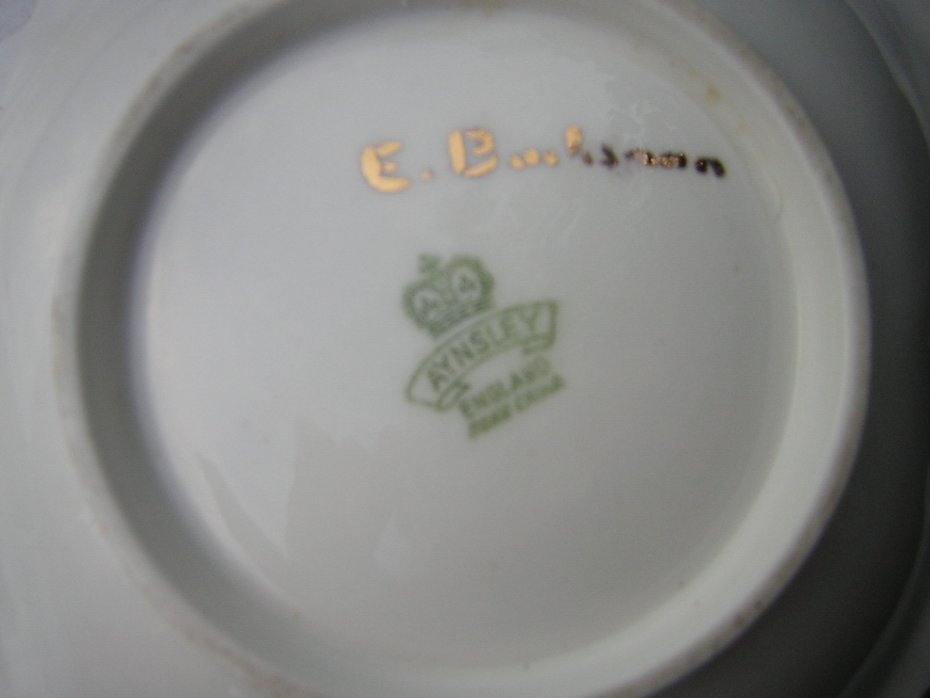 E.
A A
AYNSLEY
ENGLAND
BONE CHINA